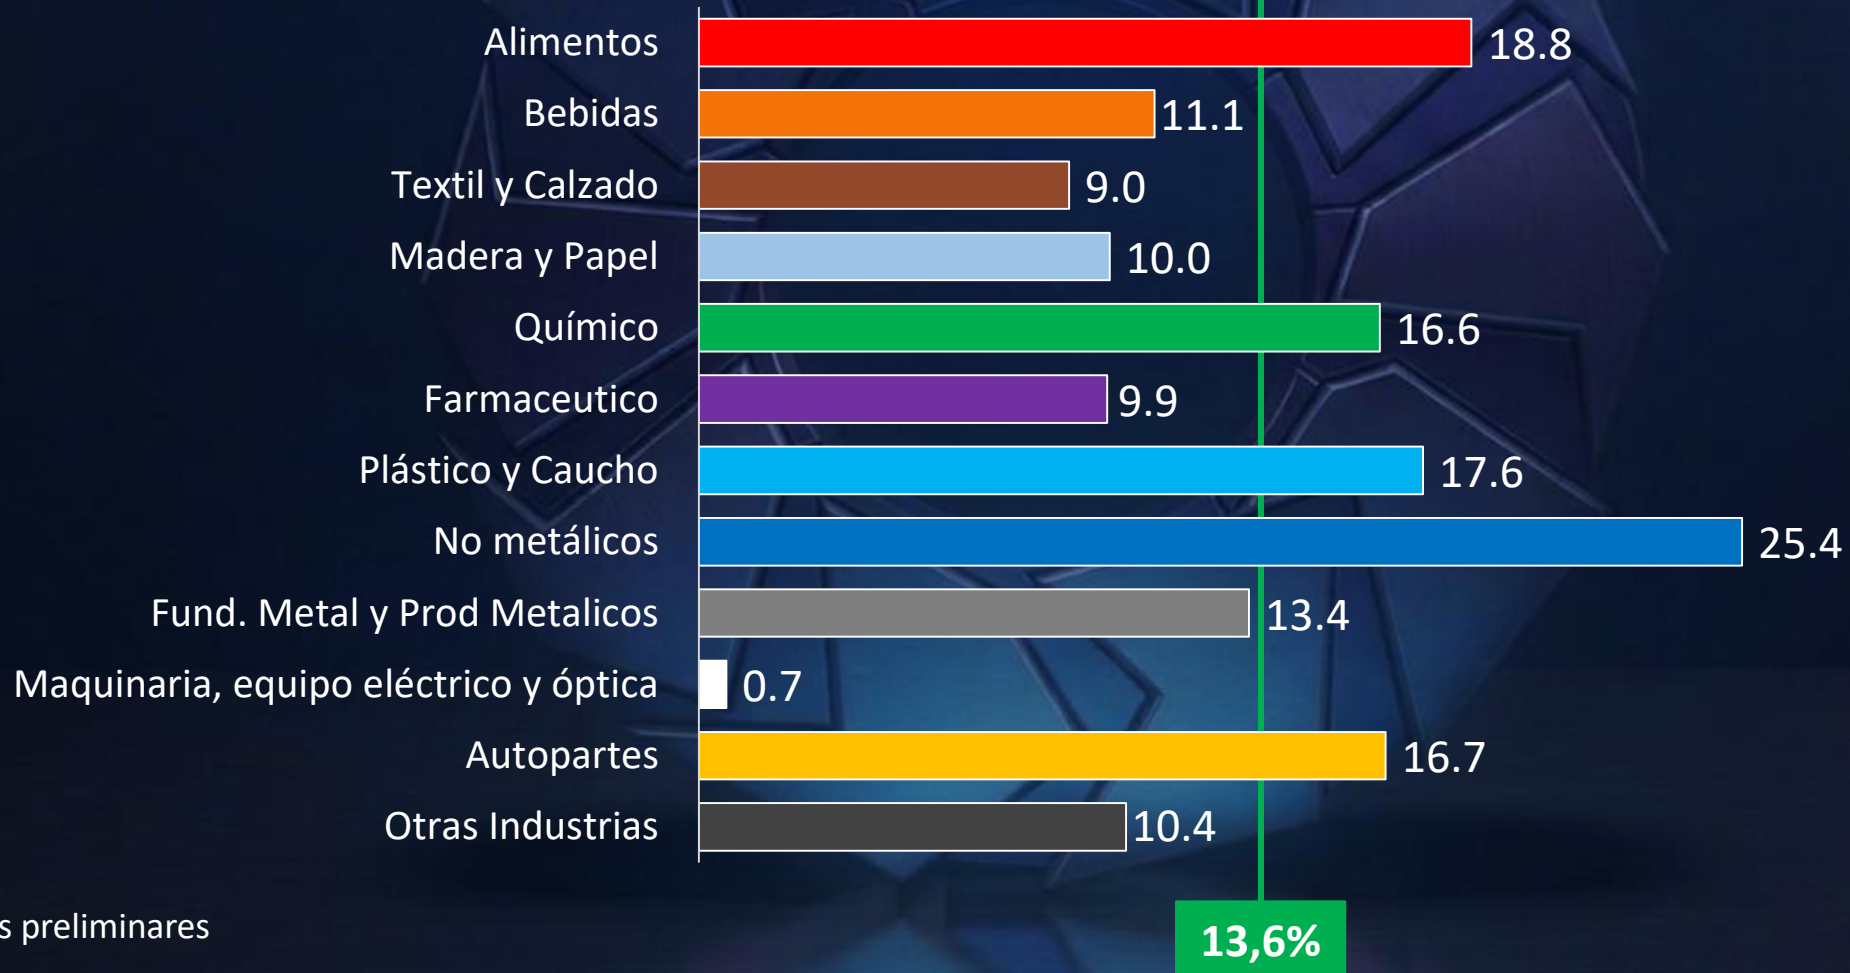 Alimentos 18.8
Bebidas 11.1
Textil y Calzado 9.0
Madera y Papel 10.0
Químico 16.6
Farmaceutico 9.9
Plástico y Caucho 17.6
No metálicos 25.4
Fund. Metal y Prod Metalicos 13.4
Maquinaria, equipo eléctrico y óptica 0.7
Autopartes 16.7
Otras Industrias 10.4
preliminares
13,6%